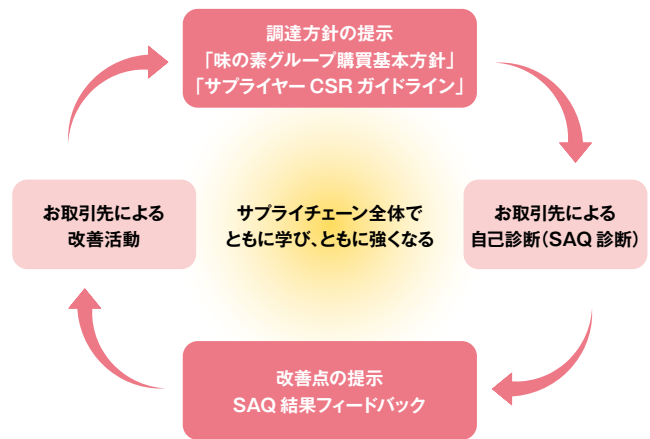 調達方針の提示
「味の素グループ購買基本方針」
「サプライヤー CSR ガイドライン」
お取引先による
改善活動
サプライチェーン全体で
ともに学び、ともに強くなる
お取引先による
自己診断(SAQ 診断)
改善点の提示
SAQ 結果フィードバック